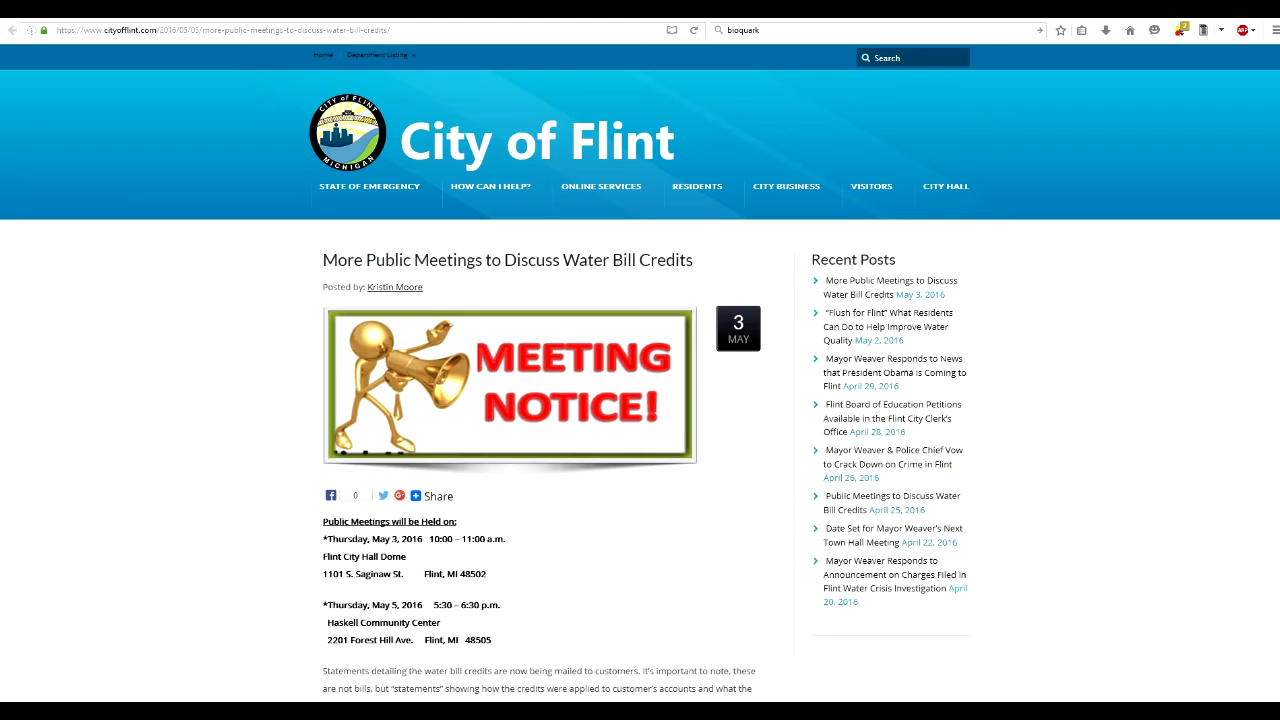 https://www.cityofflint.com/2016/05/03/more-public-meetings-to-discuss-water-bill-credits/
bioquark
2
ABP
Home
Department Listing
Search
CITY OF FLINT
MICHIGAN
City of Flint
STATE OF EMERGENCY
HOW CAN I HELP?
ONLINE SERVICES
RESIDENTS
CITY BUSINESS
VISITORS
CITY HALL
More Public Meetings to Discuss Water Bill Credits
Posted by: Kristin Moore
MEETING
NOTICE!
3
MAY
0
Share
Public Meetings will be Held on:
*Thursday, May 3, 2016 10:00 – 11:00 a.m.
Flint City Hall Dome
1101 S. Saginaw St. Flint, MI 48502
*Thursday, May 5, 2016 5:30 – 6:30 p.m.
Haskell Community Center
2201 Forest Hill Ave. Flint, MI 48505
Statements detailing the water bill credits are now being mailed to customers. It's important to note, these
are not bills, but “statements” showing how the credits were applied to customer's accounts and what the
Recent Posts
More Public Meetings to Discuss
Water Bill Credits May 3, 2016
“Flush for Flint” What Residents
Can Do to Help Improve Water
Quality May 2, 2016
Mayor Weaver Responds to News
that President Obama is Coming to
Flint April 29, 2016
Flint Board of Education Petitions
Available in the Flint City Clerk's
Office April 28, 2016
Mayor Weaver & Police Chief Vow
to Crack Down on Crime in Flint
April 26, 2016
Public Meetings to Discuss Water
Bill Credits April 25, 2016
Date Set for Mayor Weaver's Next
Town Hall Meeting April 22, 2016
Mayor Weaver Responds to
Announcement on Charges Filed in
Flint Water Crisis Investigation April
20, 2016